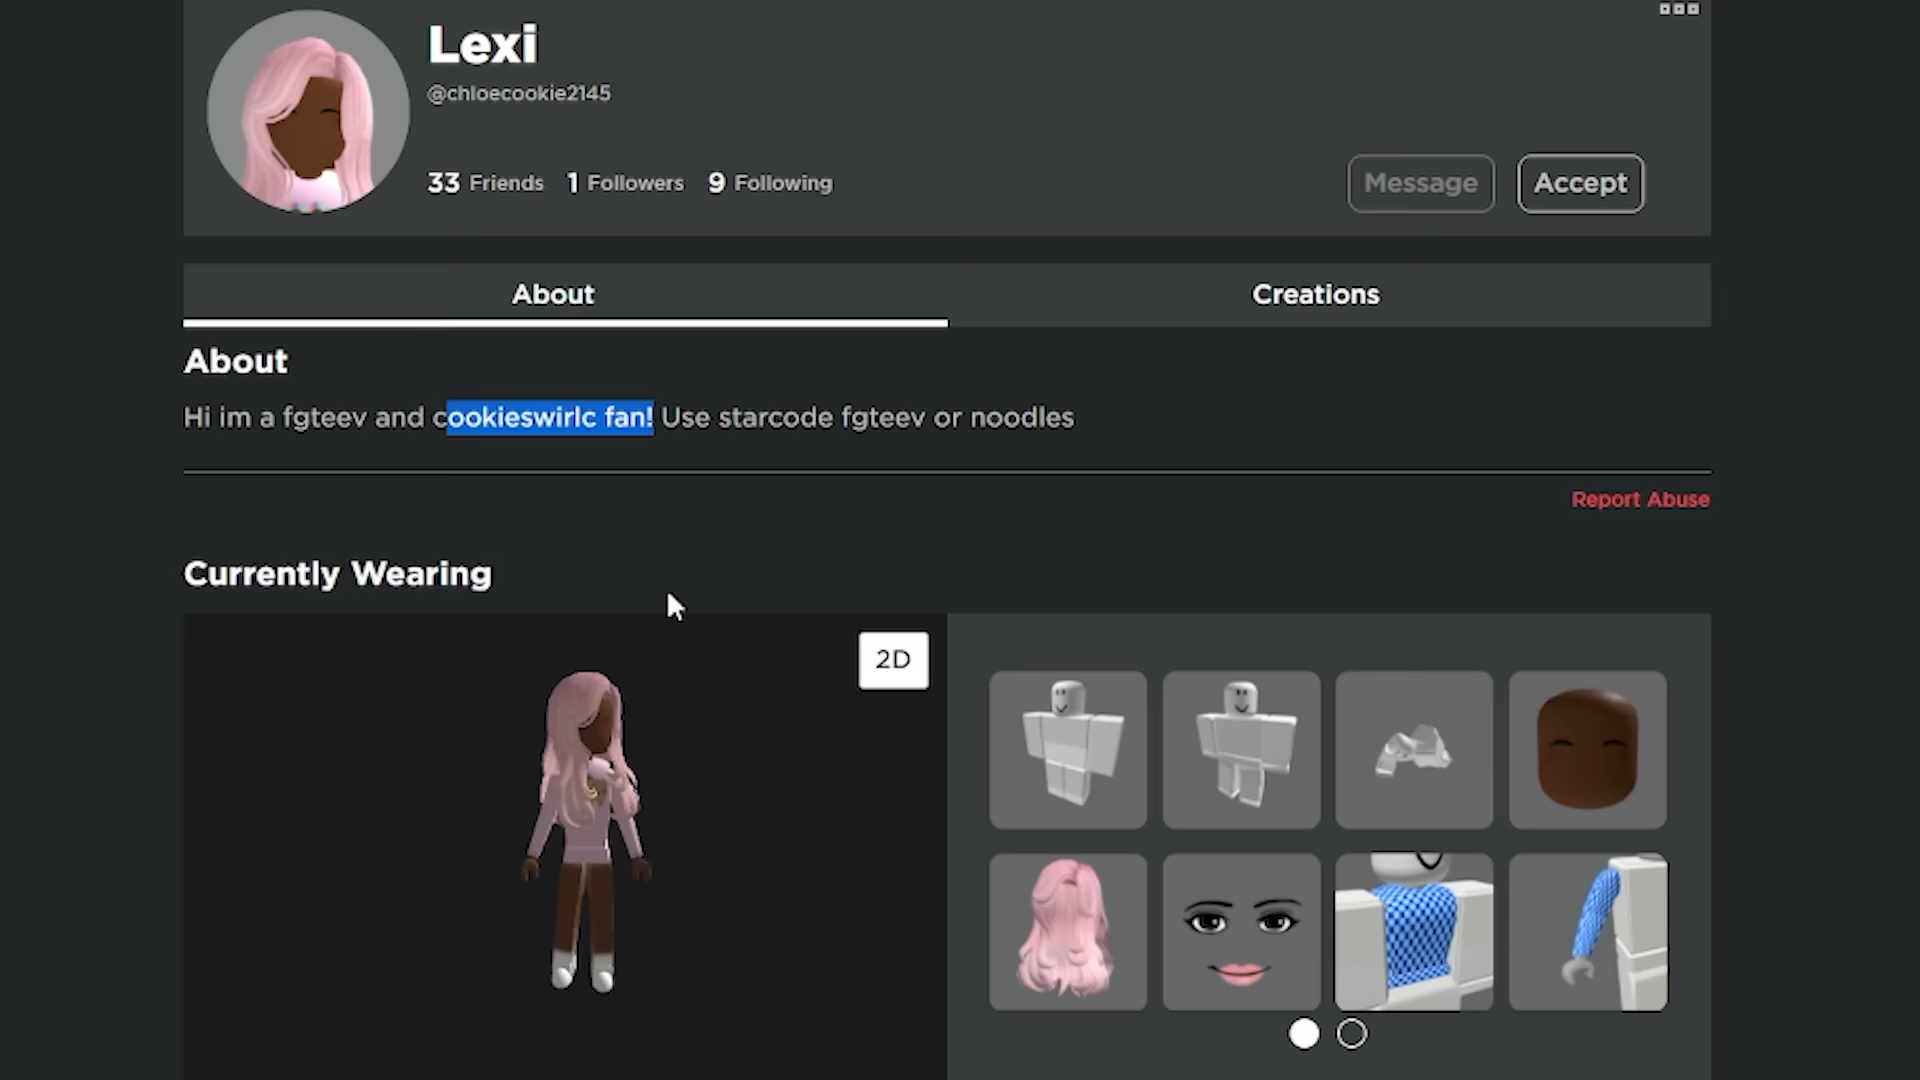 Lexi
@chloecookie2145
33 Friends 1 Followers 9 Following
Message Accept
About Creations
About
Hi im a fgteev and cookieswirlc fan! Use starcode fgteev or noodles
Report Abuse
Currently Wearing
2D